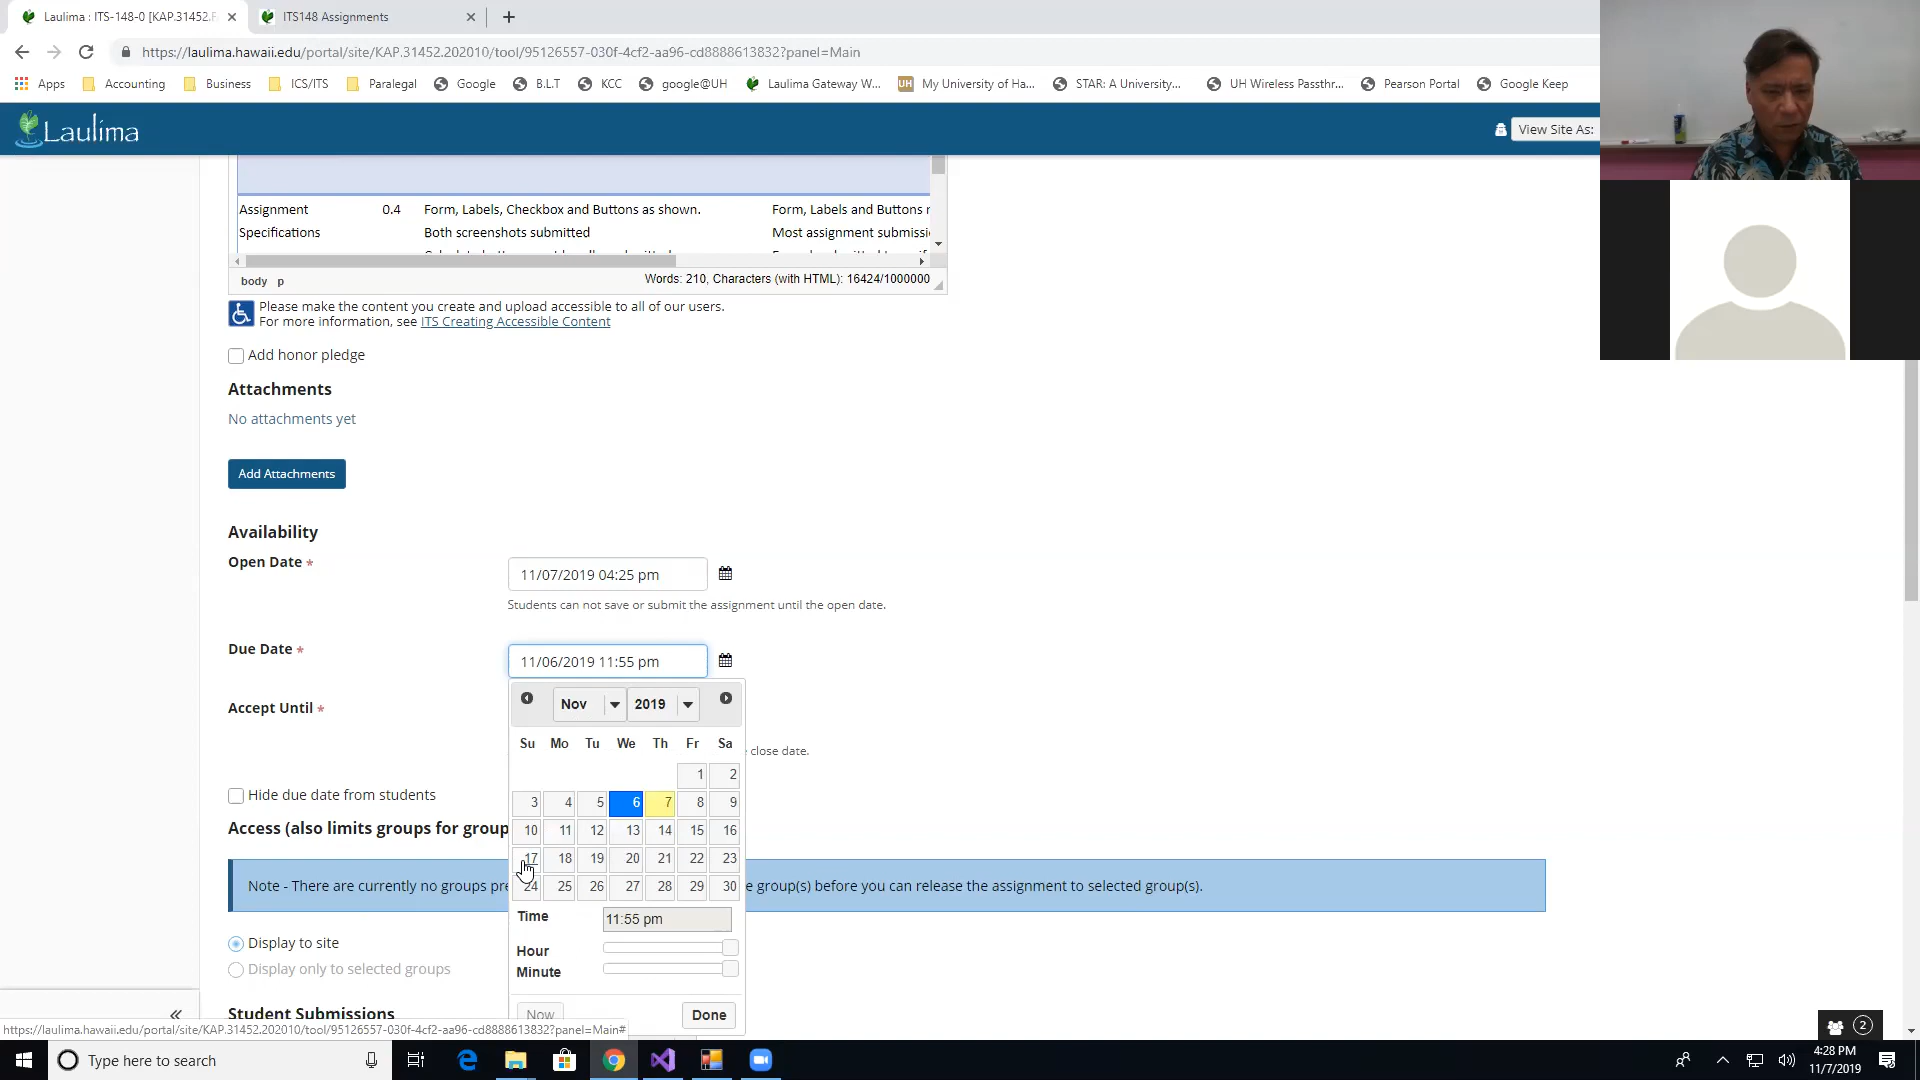 Laulima : ITS-148-0 [KAP.31452.F
ITS148 Assignments
https://laulima.hawaii.edu/portal/site/KAP.31452.202010/tool/95126557-030f-4cf2-aa96-cd8888613832?panel=Main
Apps Accounting Business ICS/ITS Paralegal Google B.L.T KCC google@UH Laulima Gateway W... UH My University of Ha... STAR: A University... UH Wireless Passthr... Pearson Portal Google Keep
Laulima
View Site As:
Assignment 0.4 Form, Labels, Checkbox and Buttons as shown. Form, Labels and Buttons
Specifications Both screenshots submitted Most assignment submissi
body p Words: 210, Characters (with HTML): 16424/1000000
Please make the content you create and upload accessible to all of our users.
For more information, see ITS Creating Accessible Content
Add honor pledge
Attachments
No attachments yet
Add Attachments
Availability
Open Date *
11/07/2019 04:25 pm
Students can not save or submit the assignment until the open date.
Due Date *
11/06/2019 11:55 pm
Accept Until *
close date.
Nov 2019
Su Mo Tu We Th Fr Sa
1 2
3 4 5 6 7 8 9
10 11 12 13 14 15 16
17 18 19 20 21 22 23
24 25 26 27 28 29 30
Time 11:55 pm
Hour
Minute
Now Done
Hide due date from students
Access (also limits groups for group
Note - There are currently no groups pre
e group(s) before you can release the assignment to selected group(s).
Display to site
Display only to selected groups
Student Submissions
«
https://laulima.hawaii.edu/portal/site/KAP.31452.202010/tool/95126557-030f-4cf2-aa96-cd8888613832?panel=Main#
2
Type here to search
4:28 PM
11/7/2019